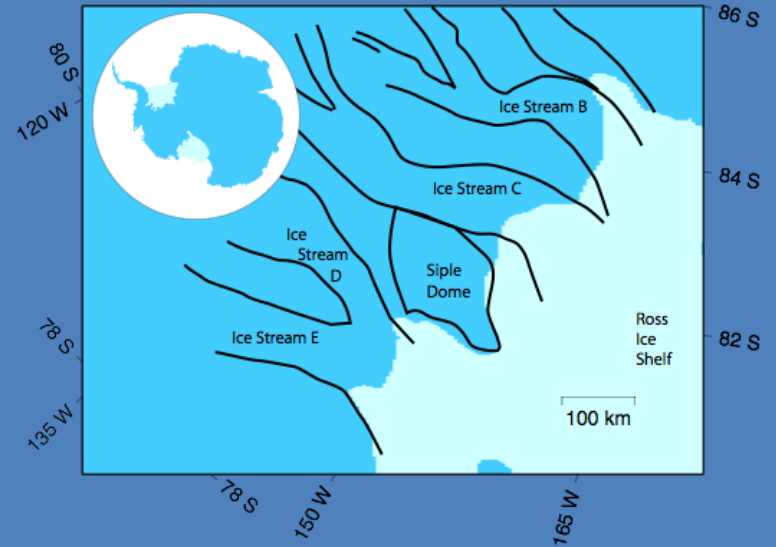 86 S
80 S
120 W
Ice Stream B
84 S
Ice Stream C
Ice
Stream
D
Siple
Dome
Ross
Ice
Shelf
Ice Stream E
78 S
82 S
100 km
135 W
78 S
150 W
165 W